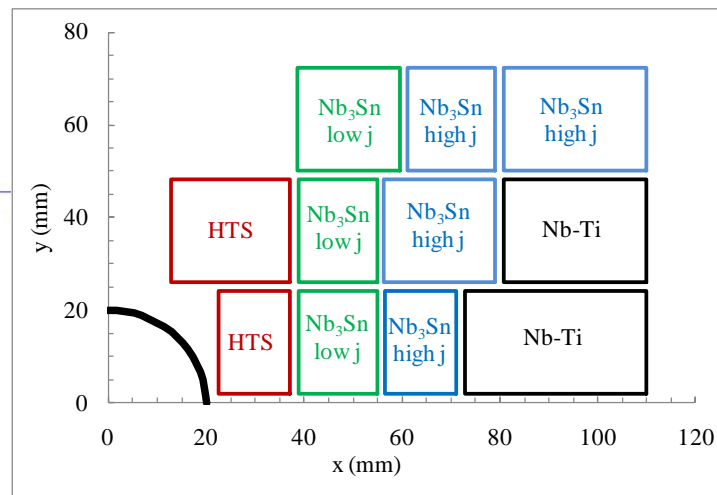 80
60
40
20
0
y (mm)
Nb₃Sn
low j
Nb₃Sn
high j
Nb₃Sn
high j
HTS
Nb₃Sn
low j
Nb₃Sn
high j
Nb-Ti
HTS
Nb₃Sn
low j
Nb₃Sn
high j
Nb-Ti
0 20 40 60 80 100 120
x (mm)